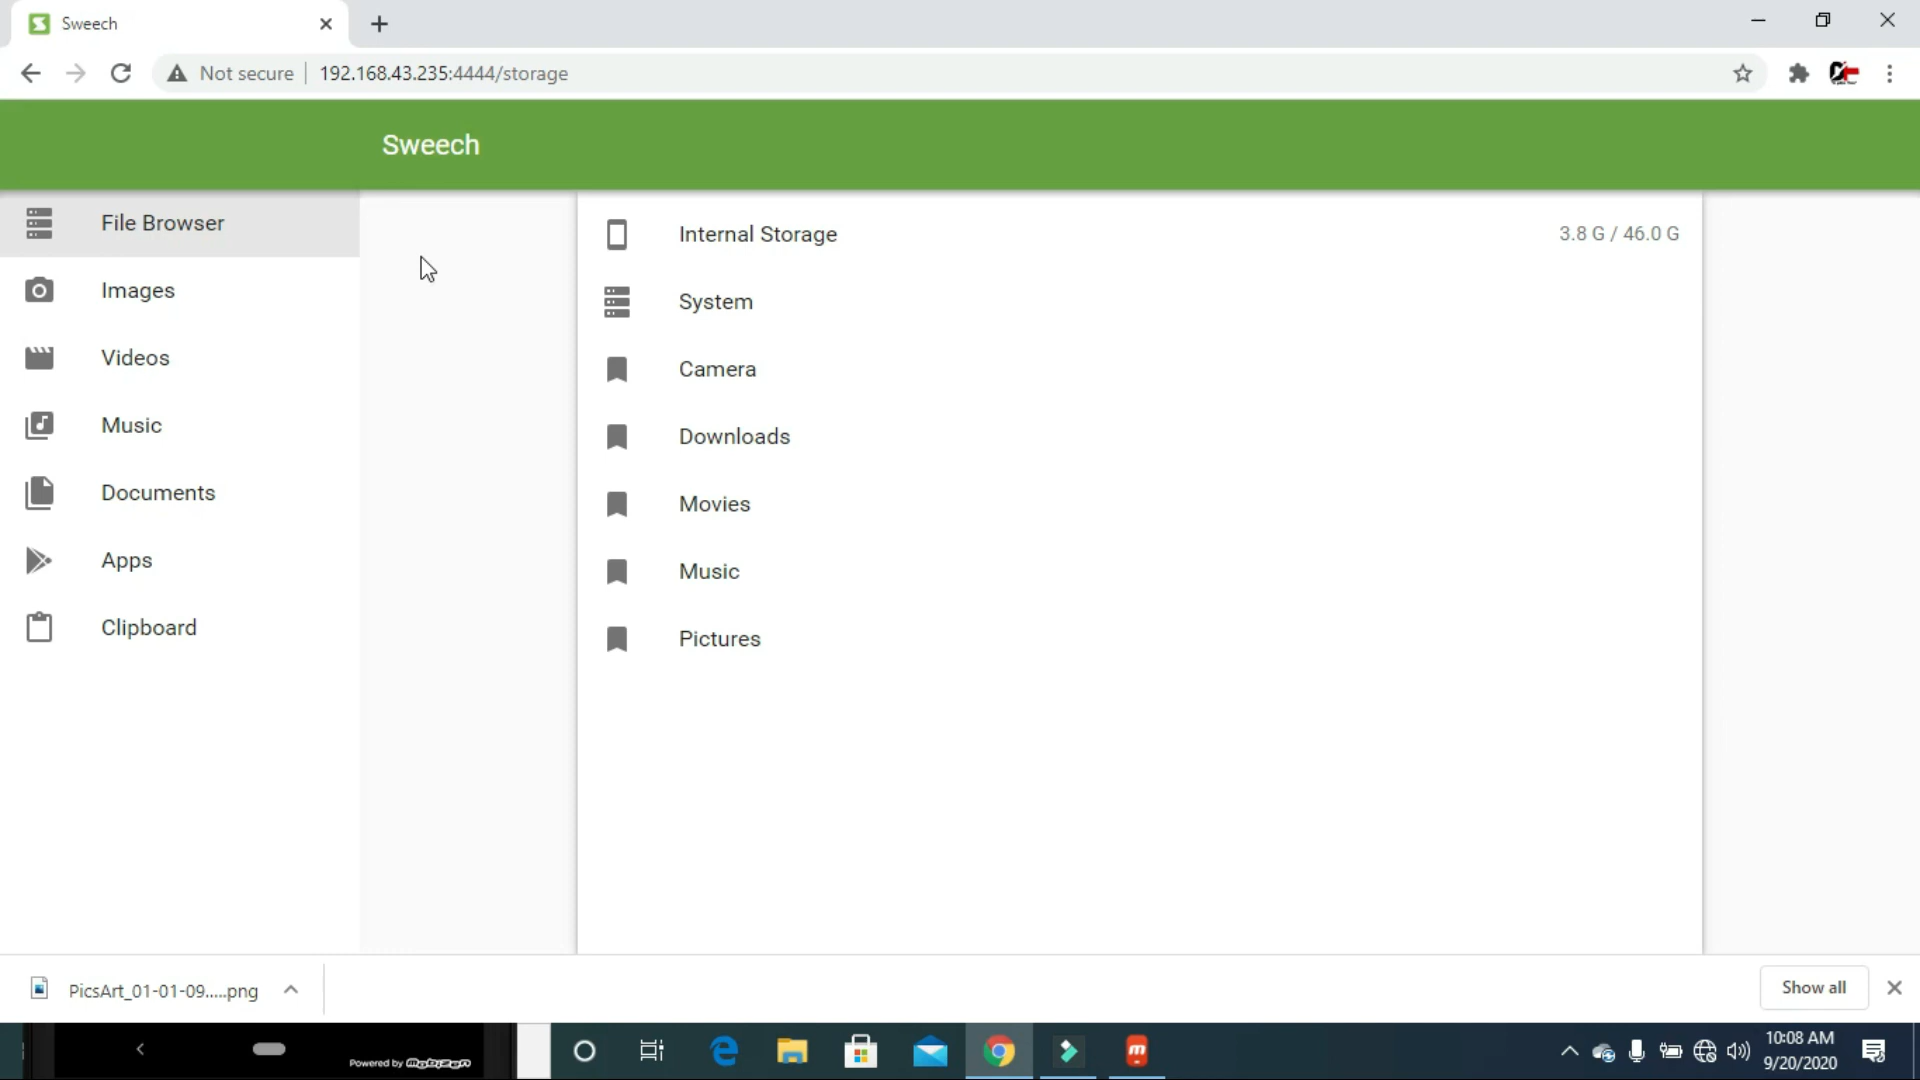 Sweech
Not secure 192.168.43.235:4444/storage
Sweech
File Browser
Images
Videos
Music
Documents
Apps
Clipboard
Internal Storage 3.8 G / 46.0 G
System
Camera
Downloads
Movies
Music
Pictures
PicsArt_01-01-09.....png
Show all
Powered by Mobizen
10:08 AM
9/20/2020